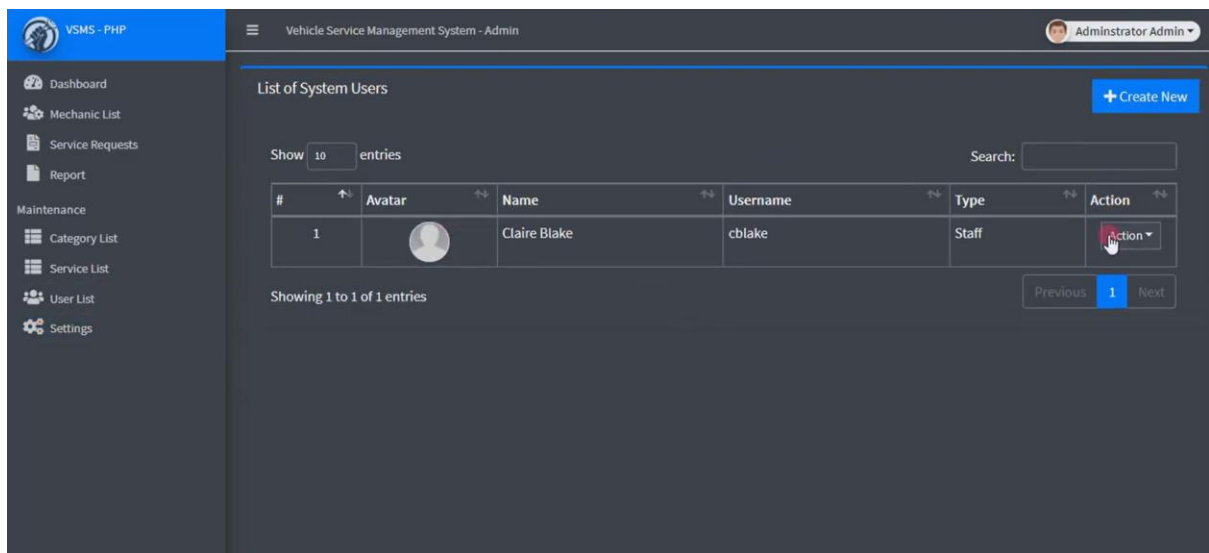 VSMS - PHP
Vehicle Service Management System - Admin
Adminstrator Admin
Dashboard
Mechanic List
Service Requests
Report
Maintenance
Category List
Service List
User List
Settings
List of System Users
Create New
Show 10 entries
Search:
# Avatar Name Username Type Action
1 Claire Blake cblake Staff Action
Showing 1 to 1 of 1 entries
Previous 1 Next